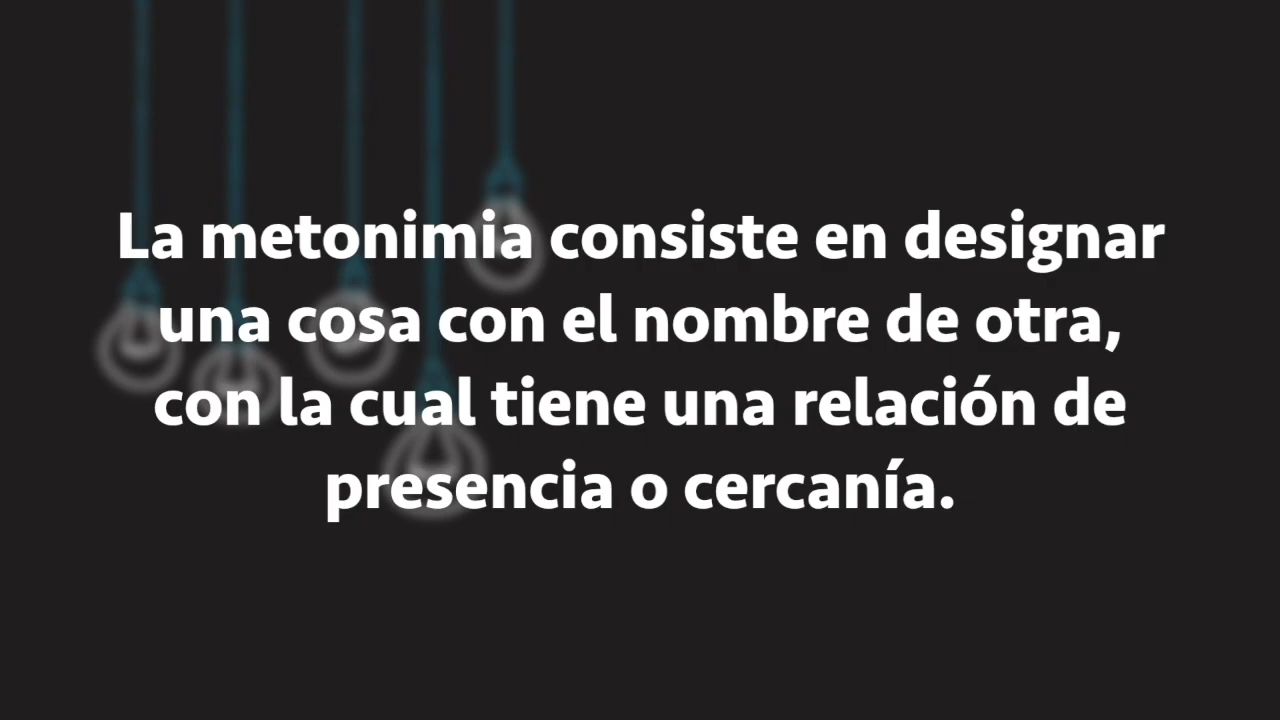 La metonimia consiste en designar
una cosa con el nombre de otra,
con la cual tiene una relación de
presencia o cercanía.